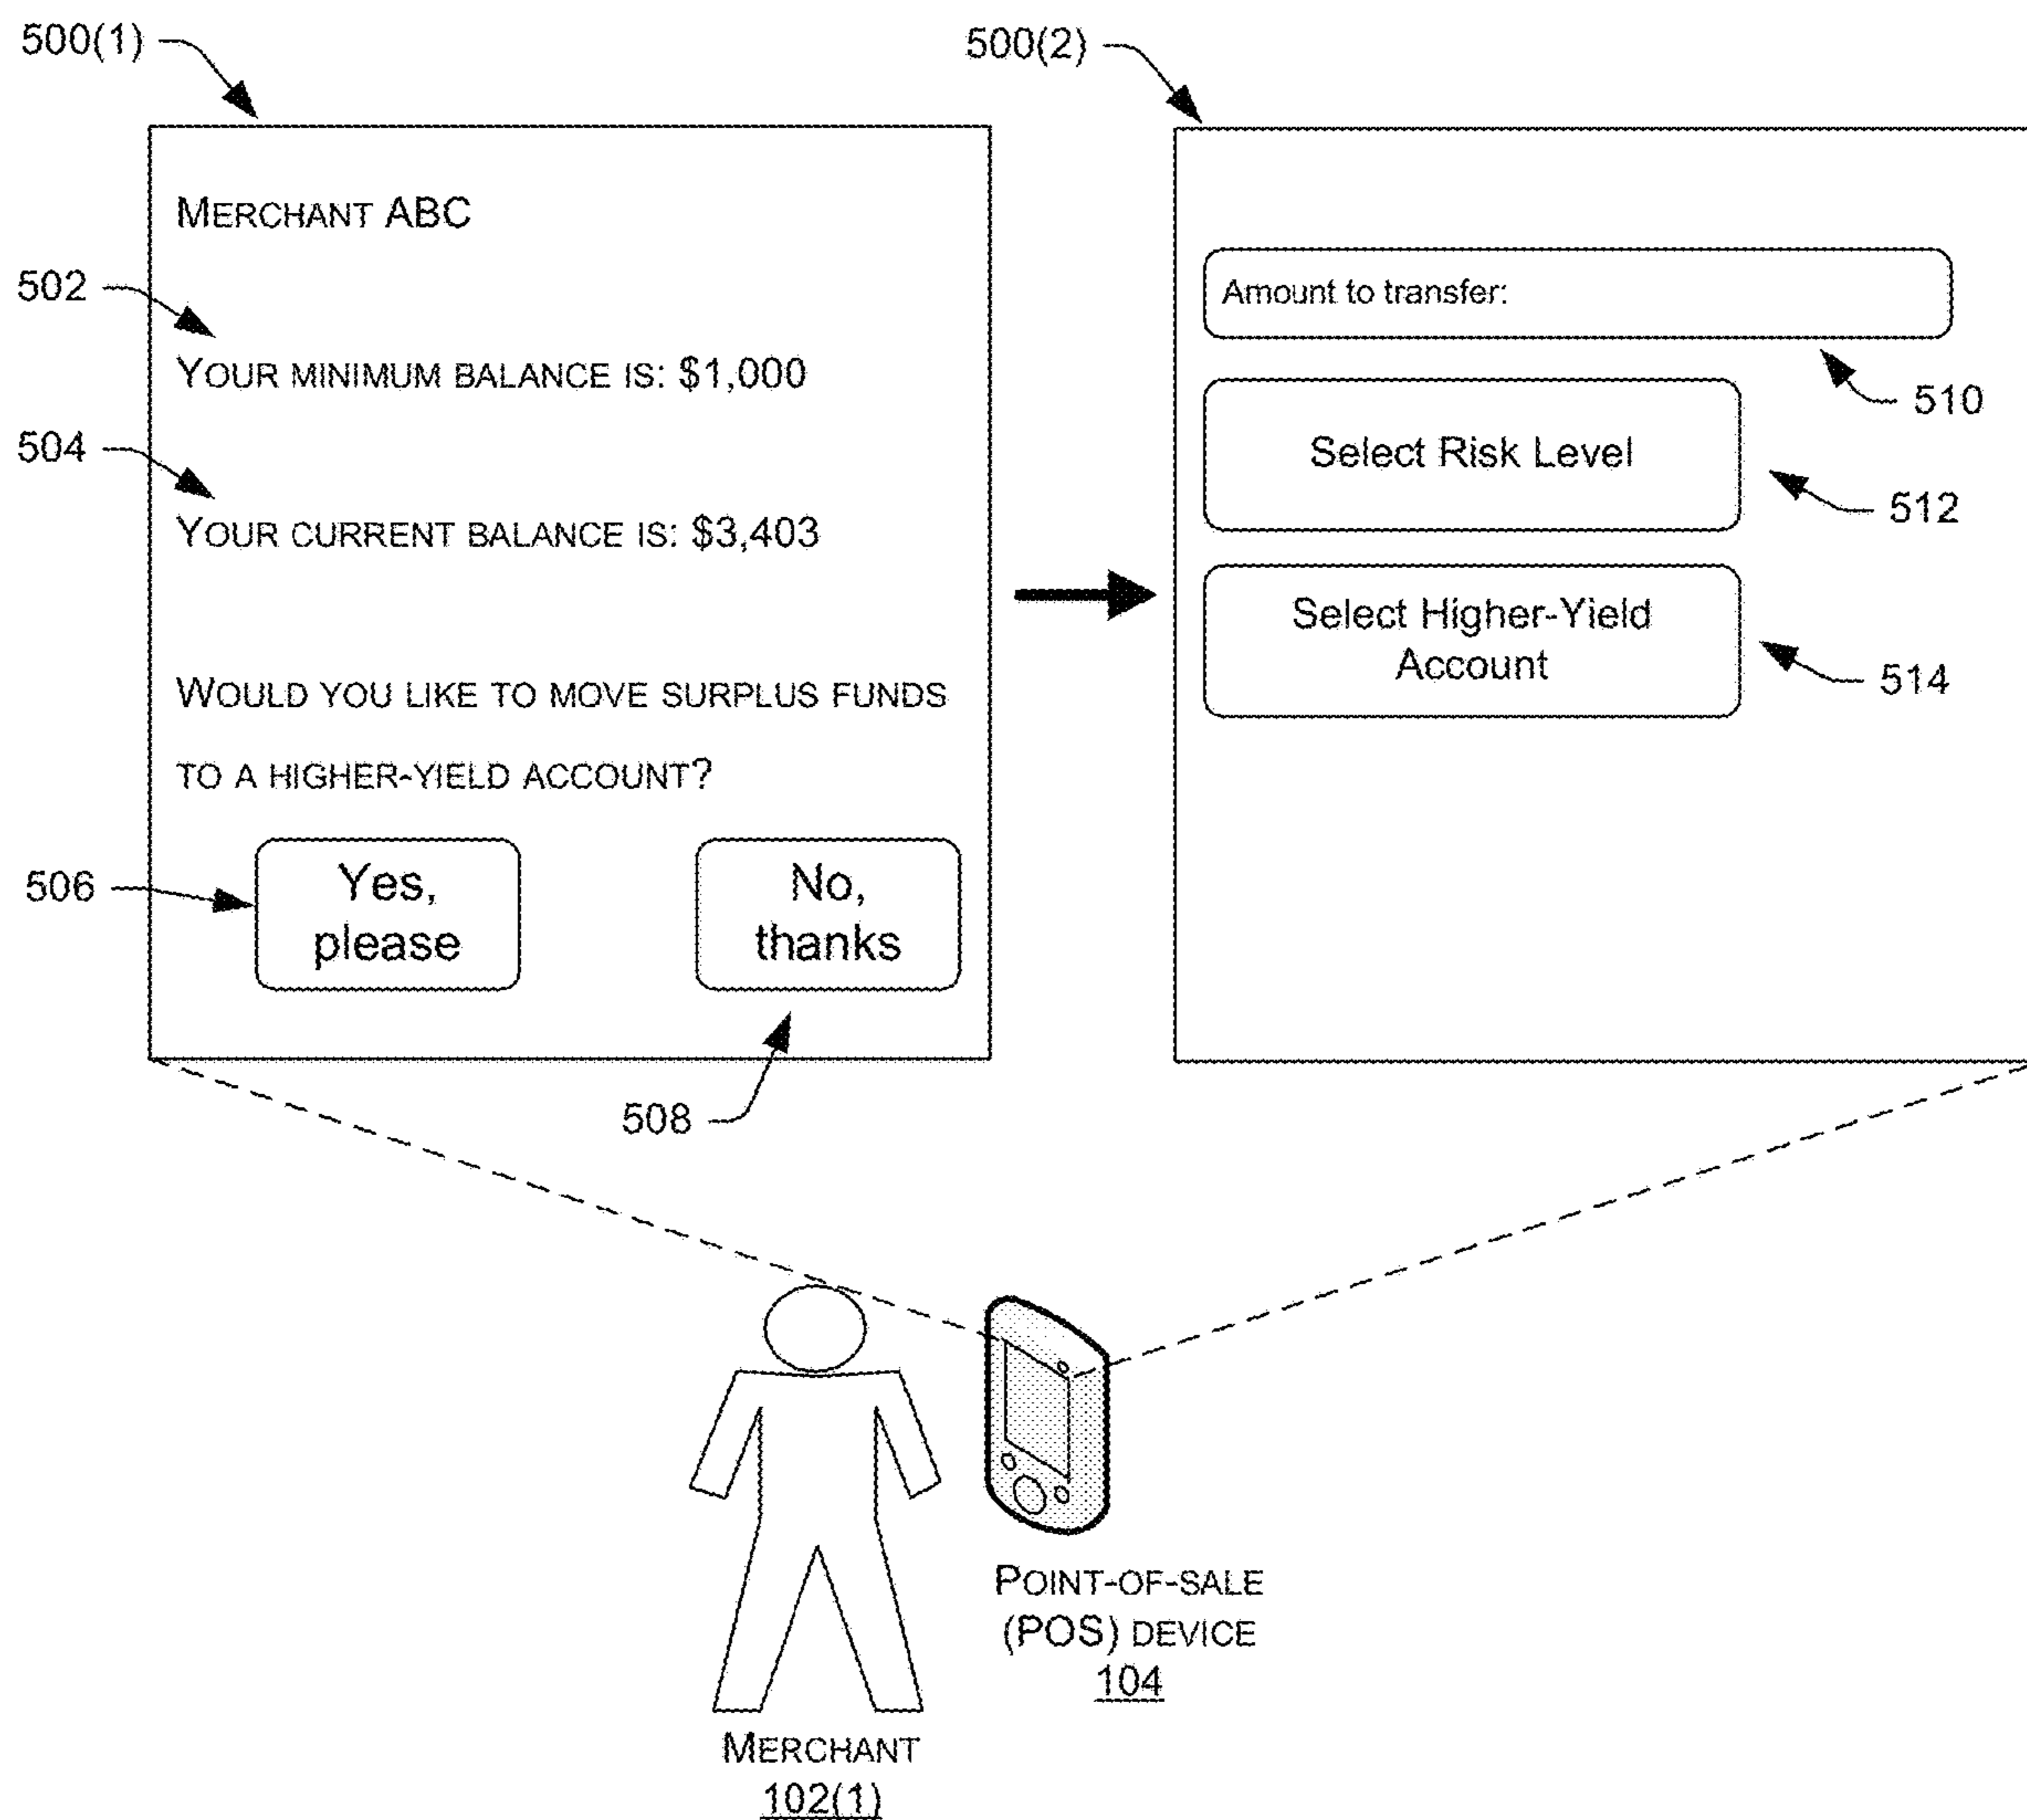 500(1)
500(2)
MERCHANT ABC
502
YOUR MINIMUM BALANCE IS: $1,000
504
YOUR CURRENT BALANCE IS: $3,403
WOULD YOU LIKE TO MOVE SURPLUS FUNDS
TO A HIGHER-YIELD ACCOUNT?
506
Yes,
please
No,
thanks
508
Amount to transfer:
510
Select Risk Level
512
Select Higher-Yield
Account
514
POINT-OF-SALE
(POS) DEVICE
104
MERCHANT
102(1)